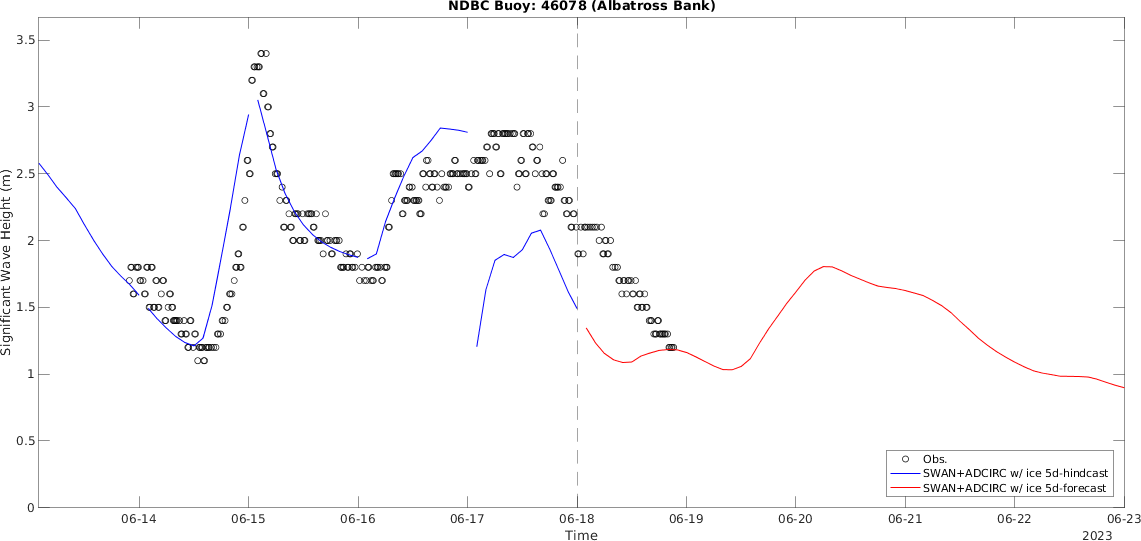 NDBC Buoy: 46078 (Albatross Bank)
3.5
3
2.5
2
1.5
1
0.5
0
Significant Wave Height (m)
Obs.
SWAN+ADCIRC w/ ice 5d-hindcast
SWAN+ADCIRC w/ ice 5d-forecast
06-14 06-15 06-16 06-17 06-18 06-19 06-20 06-21 06-22 06-23
Time
2023